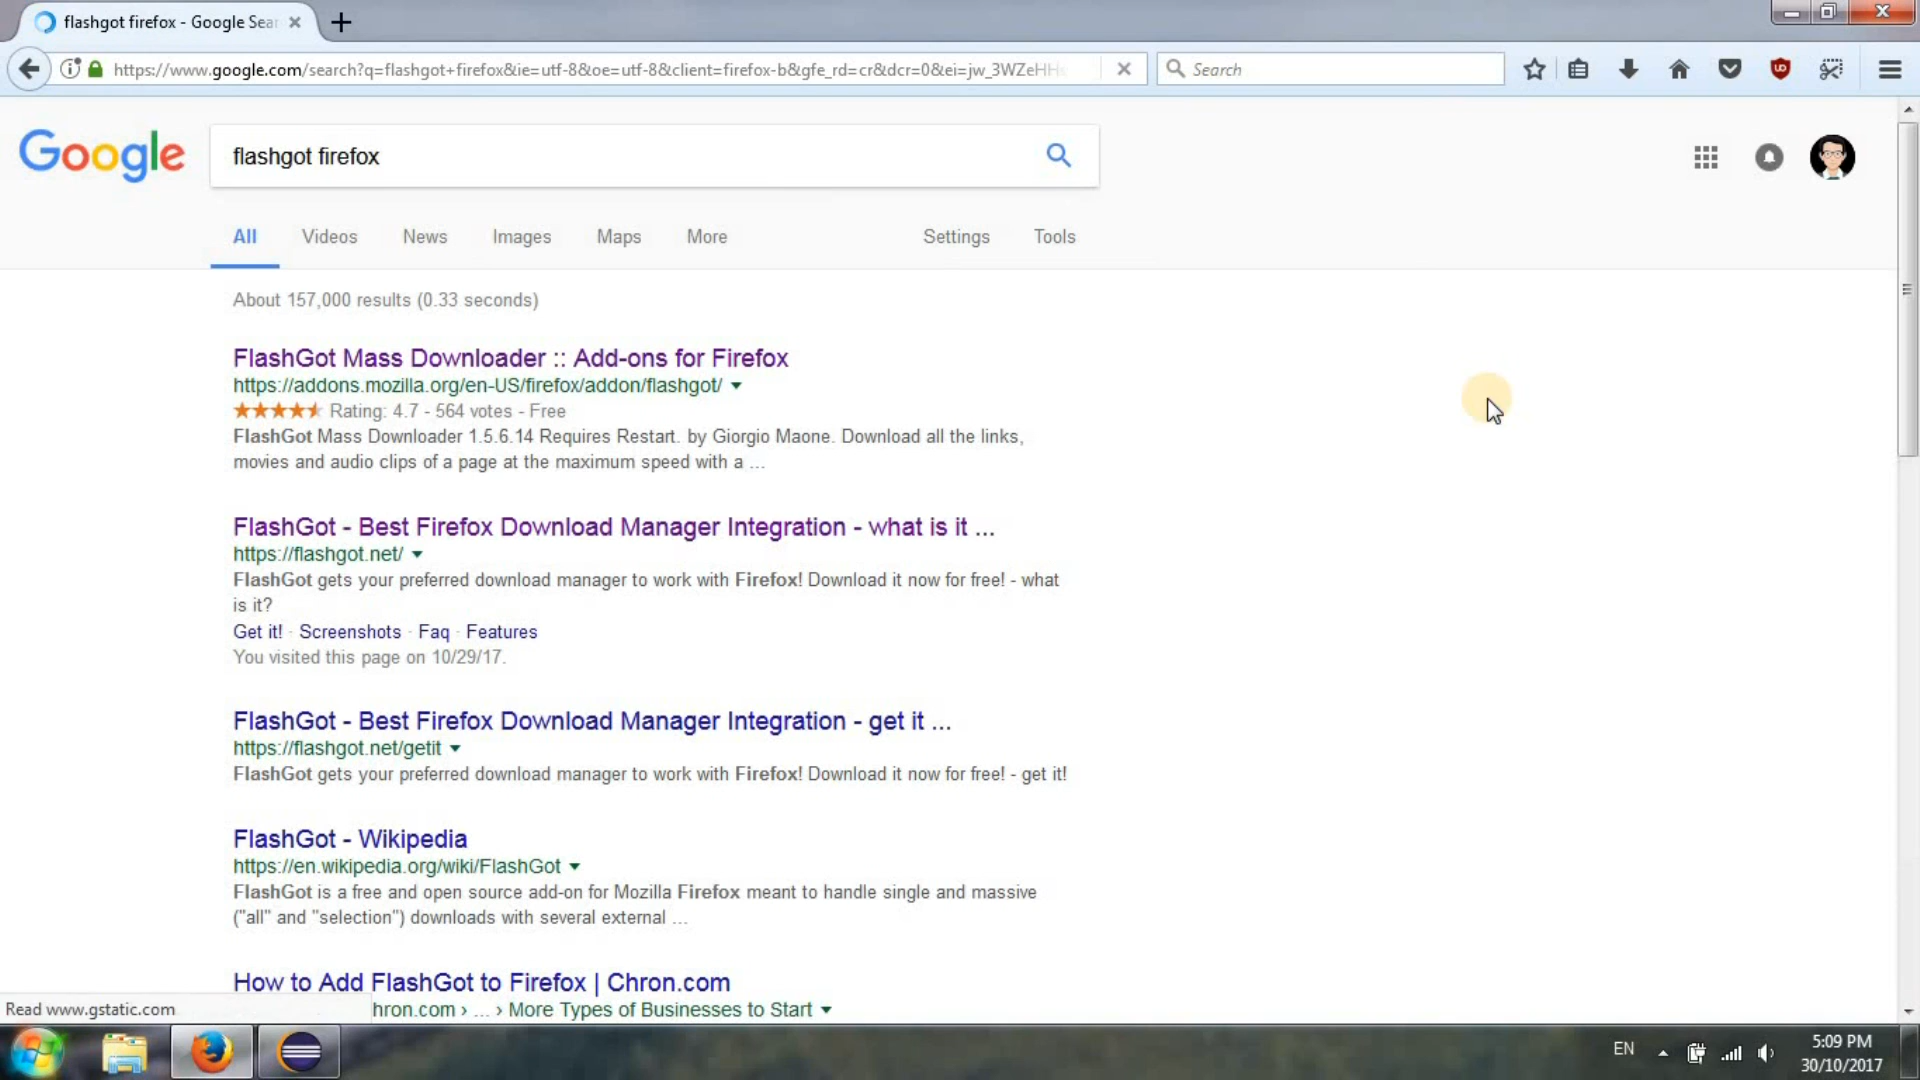 flashgot firefox - Google Sear
https://www.google.com/search?q=flashgot+firefox&ie=utf-8&oe=utf-8&client=firefox-b&gfe_rd=cr&dcr=0&ei=jw_3WZeHH
Search
Google
flashgot firefox
All Videos News Images Maps More Settings Tools
About 157,000 results (0.33 seconds)
FlashGot Mass Downloader :: Add-ons for Firefox
https://addons.mozilla.org/en-US/firefox/addon/flashgot/
Rating: 4.7 - 564 votes - Free
FlashGot Mass Downloader 1.5.6.14 Requires Restart. by Giorgio Maone. Download all the links,
movies and audio clips of a page at the maximum speed with a ...
FlashGot - Best Firefox Download Manager Integration - what is it ...
https://flashgot.net/
FlashGot gets your preferred download manager to work with Firefox! Download it now for free! - what
is it?
Get it! · Screenshots · Faq · Features
You visited this page on 10/29/17.
FlashGot - Best Firefox Download Manager Integration - get it ...
https://flashgot.net/getit
FlashGot gets your preferred download manager to work with Firefox! Download it now for free! - get it!
FlashGot - Wikipedia
https://en.wikipedia.org/wiki/FlashGot
FlashGot is a free and open source add-on for Mozilla Firefox meant to handle single and massive
("all" and "selection") downloads with several external ...
How to Add FlashGot to Firefox | Chron.com
hron.com › ... › More Types of Businesses to Start
Read www.gstatic.com
EN
5:09 PM
30/10/2017